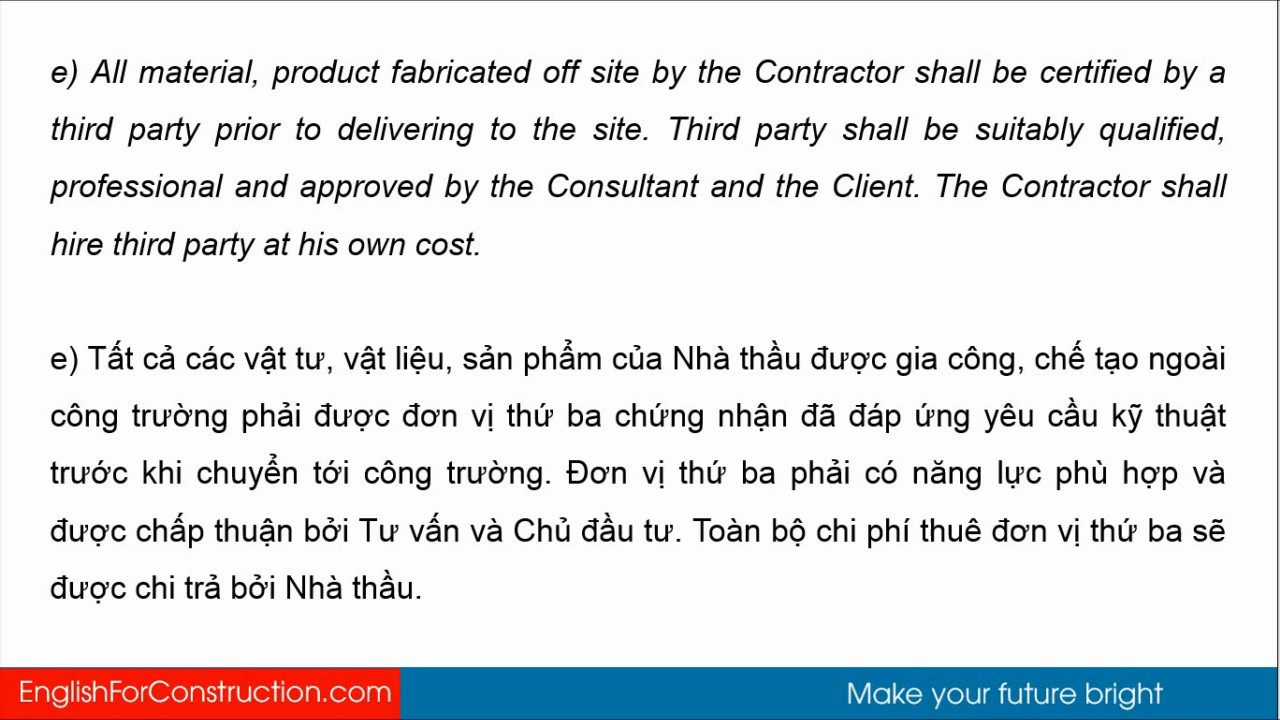 e) All material, product fabricated off site by the Contractor shall be certified by a
third party prior to delivering to the site. Third party shall be suitably qualified,
professional and approved by the Consultant and the Client. The Contractor shall
hire third party at his own cost.
e) Tất cả các vật tư, vật liệu, sản phẩm của Nhà thầu được gia công, chế tạo ngoài
công trường phải được đơn vị thứ ba chứng nhận đã đáp ứng yêu cầu kỹ thuật
trước khi chuyển tới công trường. Đơn vị thứ ba phải có năng lực phù hợp và
được chấp thuận bởi Tư vấn và Chủ đầu tư. Toàn bộ chi phí thuê đơn vị thứ ba sẽ
được chi trả bởi Nhà thầu.
EnglishForConstruction.com
Make your future bright